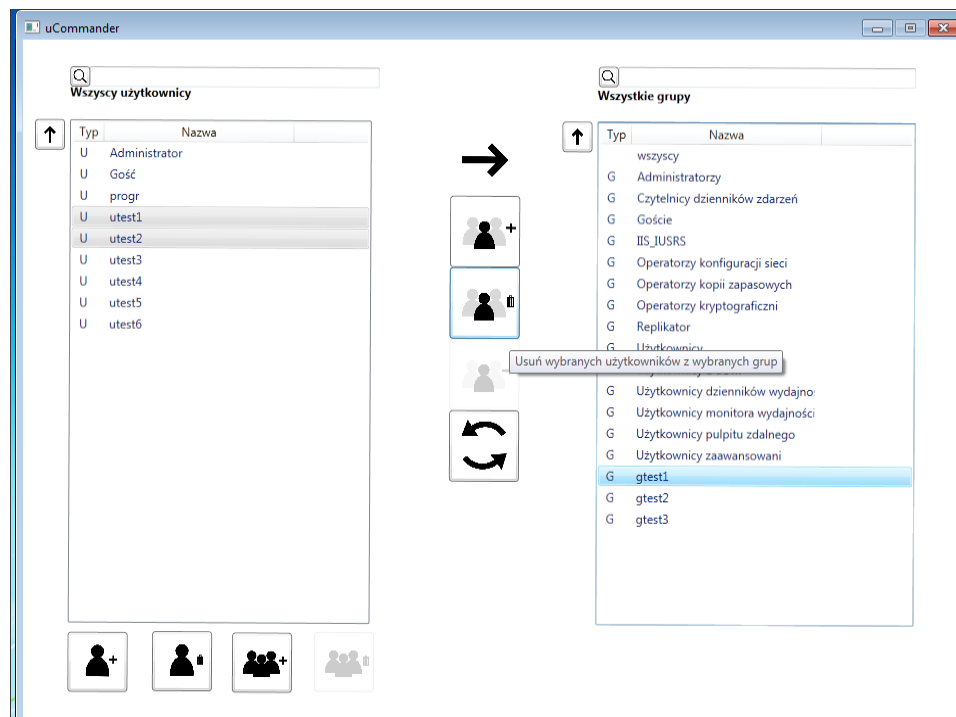 uCommander
Wszyscy użytkownicy
Typ Nazwa
U Administrator
U Gość
U progr
U utest1
U utest2
U utest3
U utest4
U utest5
U utest6
Wszystkie grupy
Typ Nazwa
wszyscy
G Administratorzy
G Czytelnicy dzienników zdarzeń
G Goście
G IIS_IUSRS
G Operatorzy konfiguracji sieci
G Operatorzy kopii zapasowych
G Operatorzy kryptograficzni
G Replikator
G Użytkownicy
Usuń wybranych użytkowników z wybranych grup
G Użytkownicy dzienników wydajno
G Użytkownicy monitora wydajności
G Użytkownicy pulpitu zdalnego
G Użytkownicy zaawansowani
G gtest1
G gtest2
G gtest3